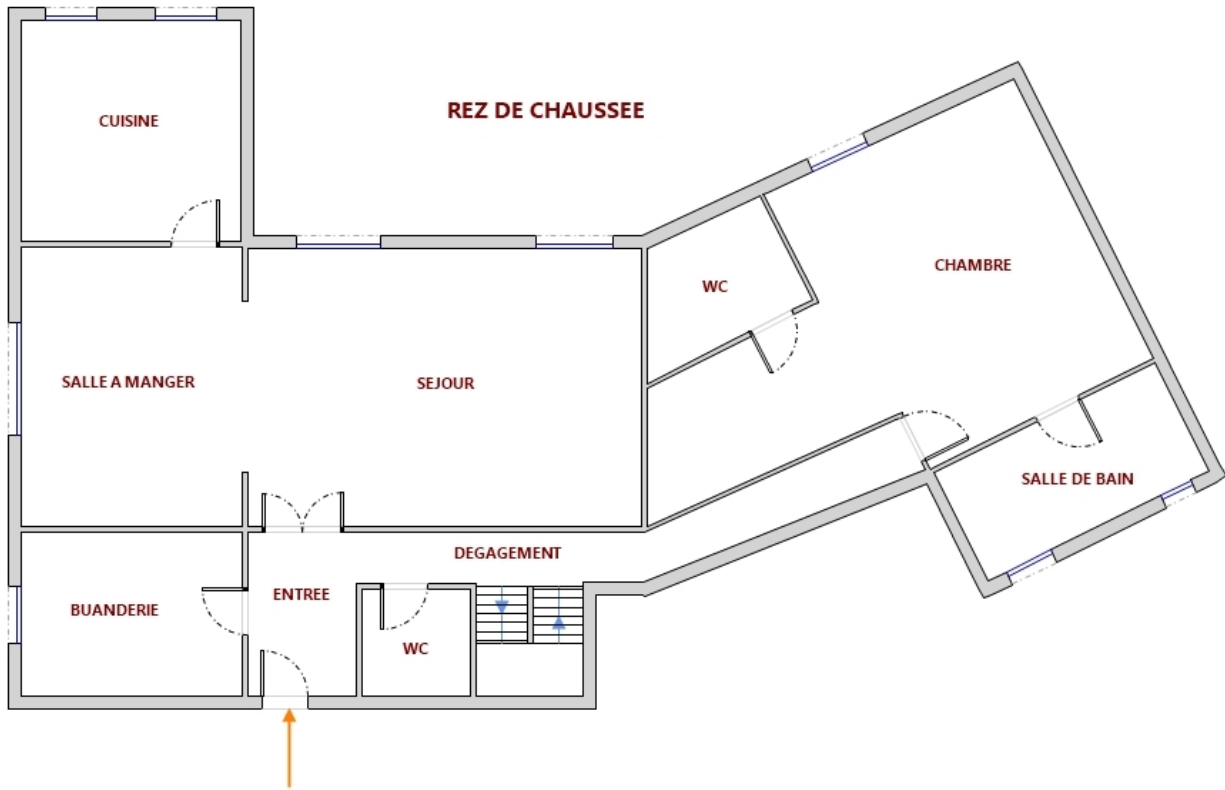 REZ DE CHAUSSEE
CUISINE
CHAMBRE
WC
SALLE A MANGER
SEJOUR
SALLE DE BAIN
DEGAGEMENT
ENTREE
BUANDERIE
WC